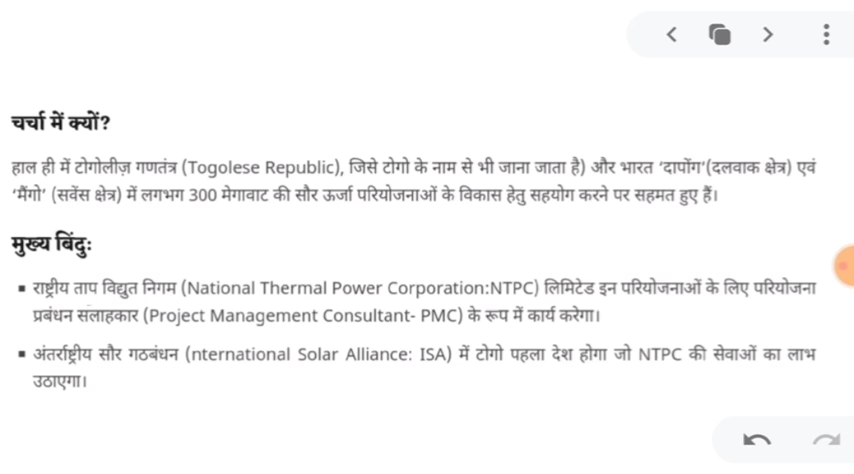 चर्चा में क्यों?
हाल ही में टोगोलीज़ गणतंत्र (Togolese Republic), जिसे टोगो के नाम से भी जाना जाता है) और भारत ‘दापोंग’(दलवाक क्षेत्र) एवं
‘मैंगो’ (सवेंस क्षेत्र) में लगभग 300 मेगावाट की सौर ऊर्जा परियोजनाओं के विकास हेतु सहयोग करने पर सहमत हुए हैं।
मुख्य बिंदुः
▪ राष्ट्रीय ताप विद्युत निगम (National Thermal Power Corporation:NTPC) लिमिटेड इन परियोजनाओं के लिए परियोजना
प्रबंधन सलाहकार (Project Management Consultant- PMC) के रूप में कार्य करेगा।
▪ अंतर्राष्ट्रीय सौर गठबंधन (nternational Solar Alliance: ISA) में टोगो पहला देश होगा जो NTPC की सेवाओं का लाभ
उठाएगा।